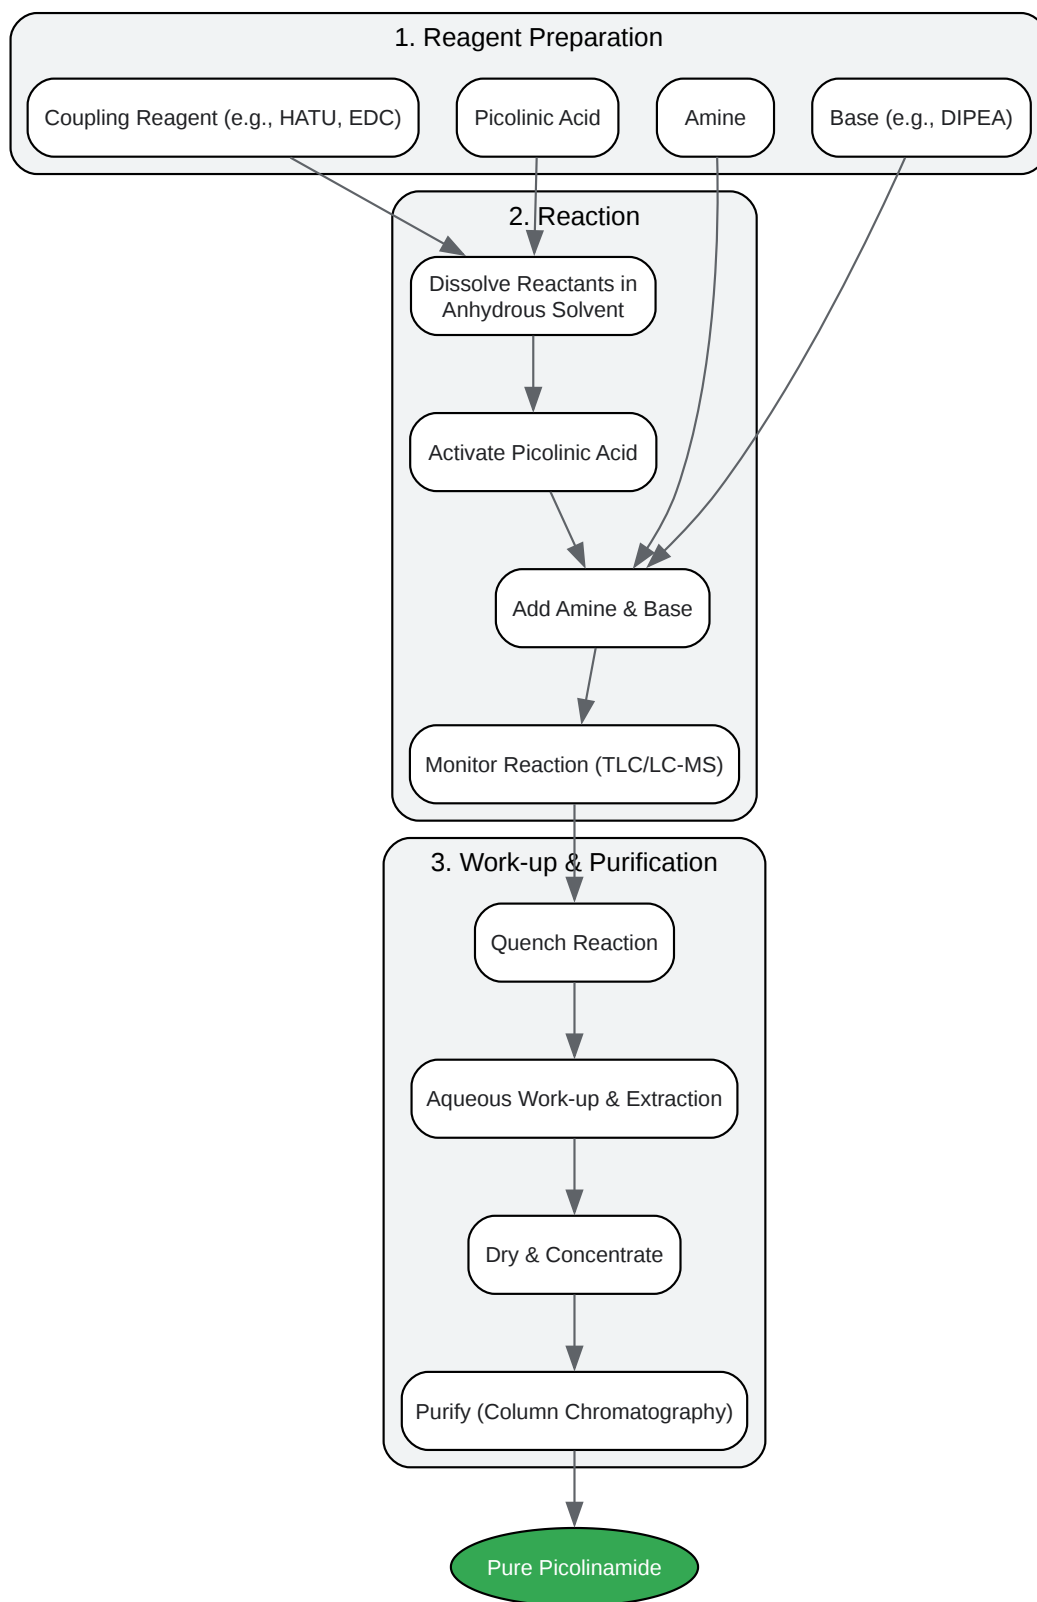 1. Reagent Preparation
Coupling Reagent (e.g., HATU, EDC)
Picolinic Acid
Amine
Base (e.g., DIPEA)
2. Reaction
Dissolve Reactants in
Anhydrous Solvent
Activate Picolinic Acid
Add Amine & Base
Monitor Reaction (TLC/LC-MS)
3. Work-up & Purification
Quench Reaction
Aqueous Work-up & Extraction
Dry & Concentrate
Purify (Column Chromatography)
Pure Picolinamide